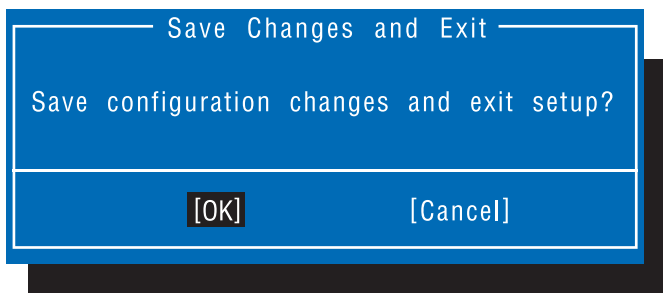 Save Changes and Exit
Save configuration changes and exit setup?
[OK] [Cancel]